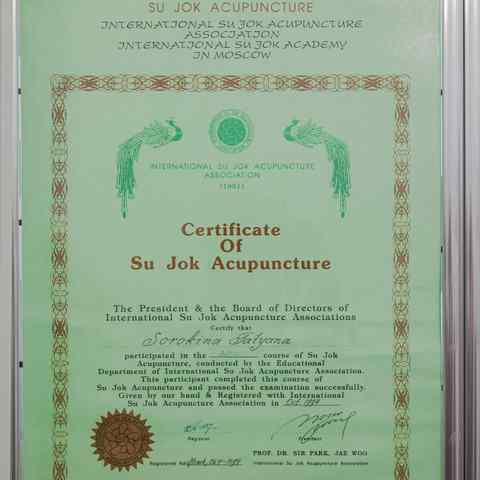 SU JOK ACUPUNCTURE
INTERNATIONAL SU JOK ACUPUNCTURE
ASSOCIATION
INTERNATIONAL SU JOK ACADEMY
IN MOSCOW
INTERNATIONAL SU JOK ACUPUNCTURE
ASSOCIATION
Certificate
Of
Su Jok Acupuncture
The President & the Board of Directors of
International Su Jok Acupuncture Associations
Certify that
Sorokina Tatyana
participated in the course of Su Jok
Acupuncture, conducted by the Educational
Department of International Su Jok Acupuncture Association.
This participant completed this course of
Su Jok Acupuncture and passed the examination successfully.
Given by our hand & Registered with International
Su Jok Acupuncture Association in
Registrar
President
PROF. DR. SIR PARK, JAE WOO
Registered No
International Su Jok Acupuncture Association